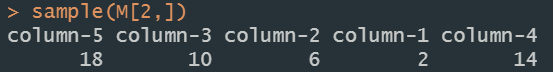 > sample(M[2,])
column-5 column-3 column-2 column-1 column-4
18 10 6 2 14